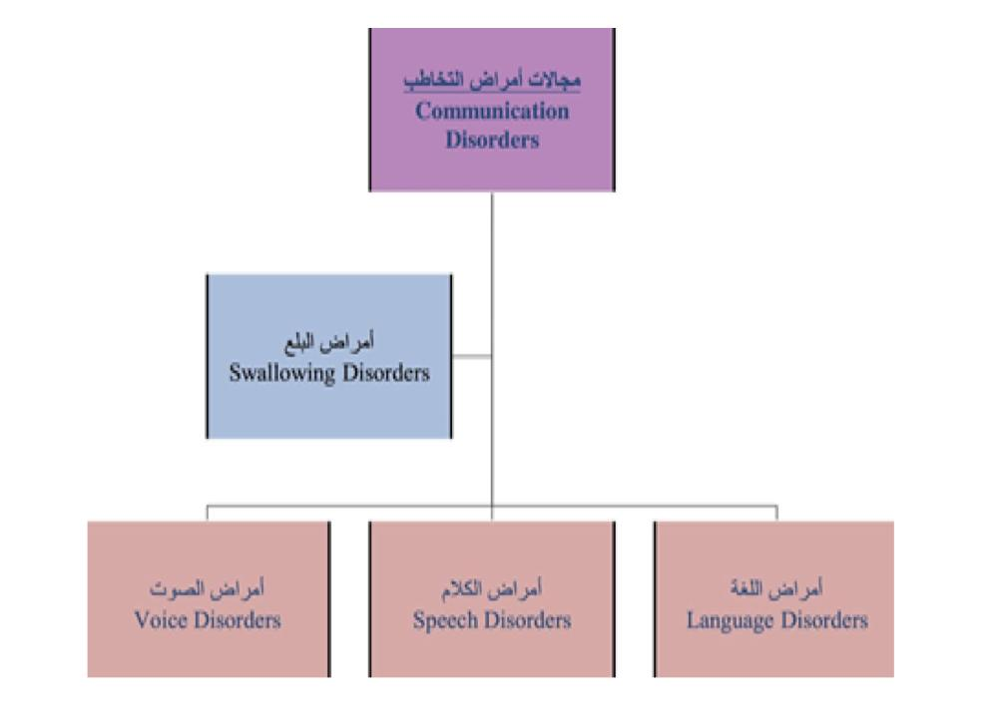 مجالات أمراض التخاطب
Communication
Disorders
أمراض البلع
Swallowing Disorders
أمراض الصوت
Voice Disorders
أمراض الكلام
Speech Disorders
أمراض اللغة
Language Disorders